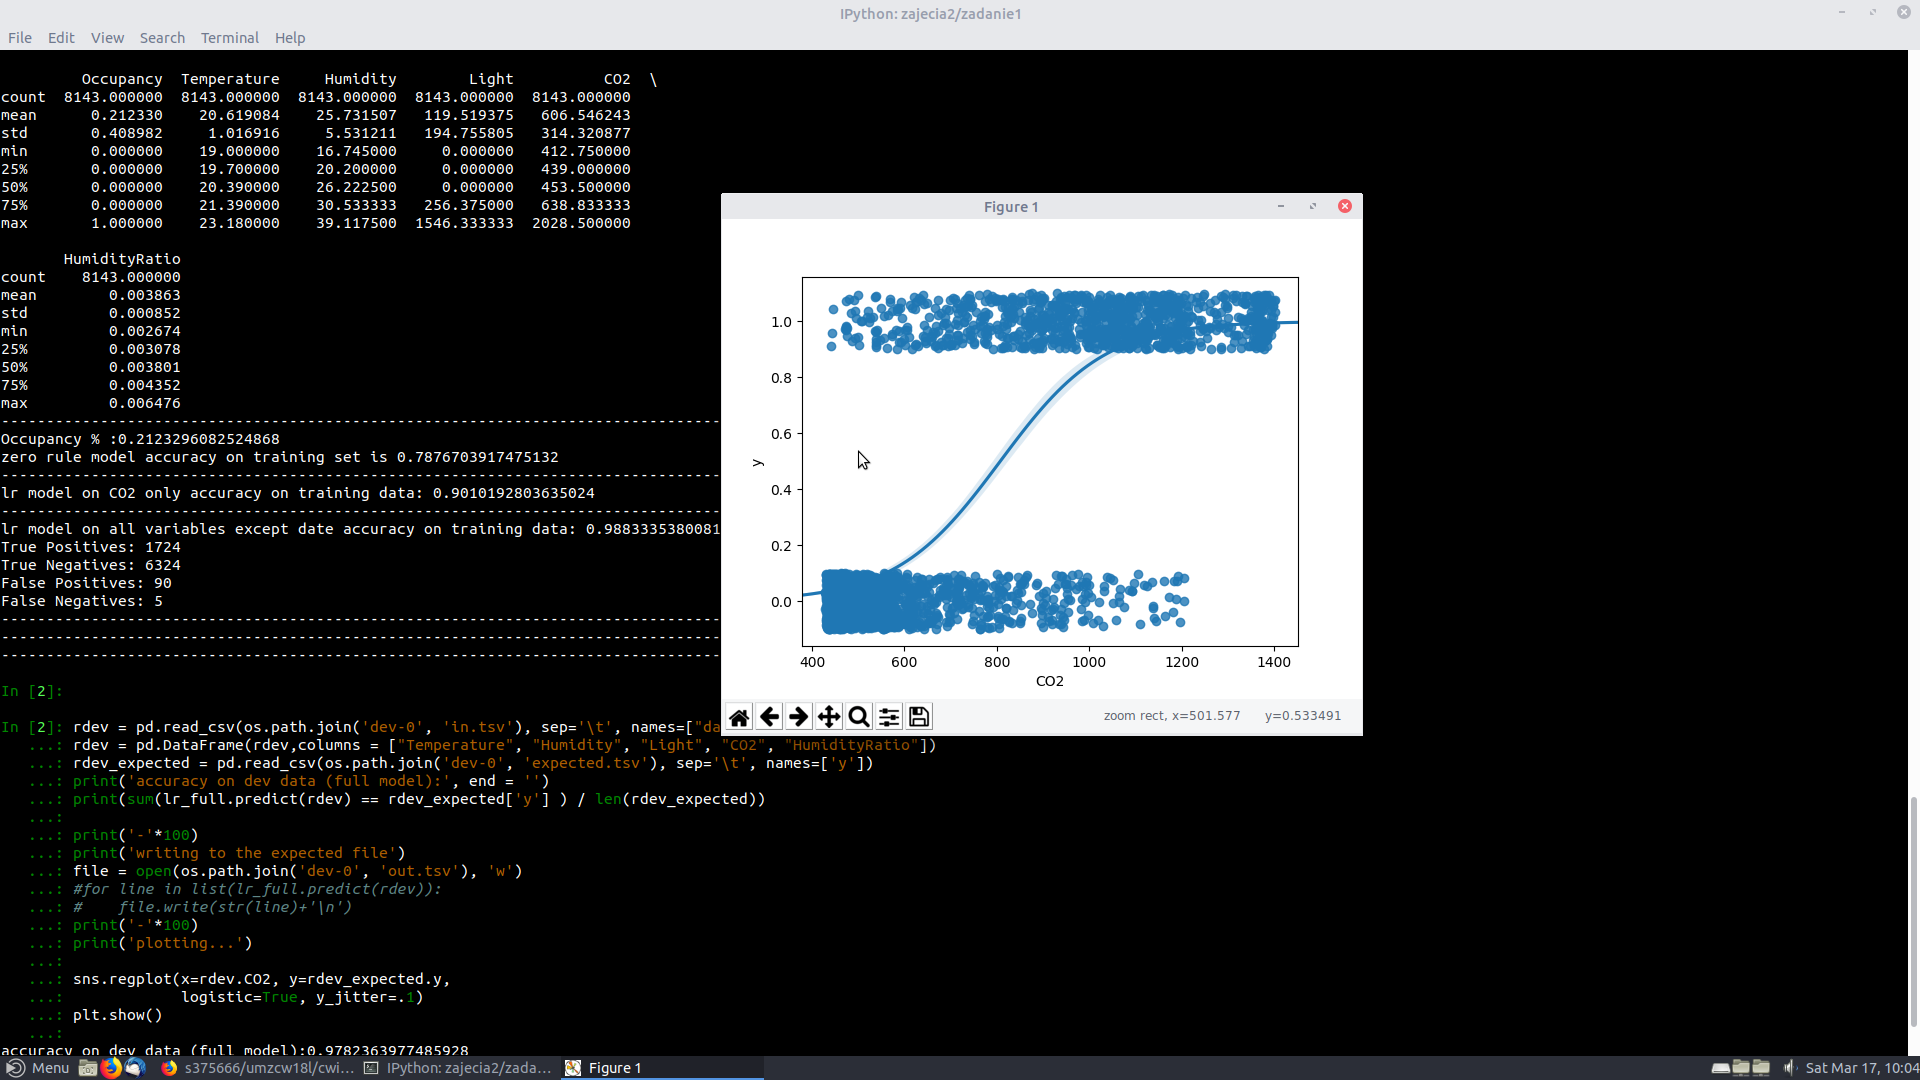 IPython: zajecia2/zadanie1
File Edit View Search Terminal Help
Occupancy Temperature Humidity Light CO2 \
count 8143.000000 8143.000000 8143.000000 8143.000000 8143.000000
mean 0.212330 20.619084 25.731507 119.519375 606.546243
std 0.408982 1.016916 5.531211 194.755805 314.320877
min 0.000000 19.000000 16.745000 0.000000 412.750000
25% 0.000000 19.700000 20.200000 0.000000 439.000000
50% 0.000000 20.390000 26.222500 0.000000 453.500000
75% 0.000000 21.390000 30.533333 256.375000 638.833333
max 1.000000 23.180000 39.117500 1546.333333 2028.500000
HumidityRatio
count 8143.000000
mean 0.003863
std 0.000852
min 0.002674
25% 0.003078
50% 0.003801
75% 0.004352
max 0.006476
--------------------------------------------------------------------------------
Occupancy % :0.2123296082524868
zero rule model accuracy on training set is 0.7876703917475132
--------------------------------------------------------------------------------
lr model on CO2 only accuracy on training data: 0.9010192803635024
--------------------------------------------------------------------------------
lr model on all variables except date accuracy on training data: 0.9883335380081
True Positives: 1724
True Negatives: 6324
False Positives: 90
False Negatives: 5
--------------------------------------------------------------------------------
--------------------------------------------------------------------------------
--------------------------------------------------------------------------------
In [2]:
In [2]: rdev = pd.read_csv(os.path.join('dev-0', 'in.tsv'), sep='\t', names=["da
...: rdev = pd.DataFrame(rdev,columns = ["Temperature", "Humidity", "Light", "CO2", "HumidityRatio"])
...: rdev_expected = pd.read_csv(os.path.join('dev-0', 'expected.tsv'), sep='\t', names=['y'])
...: print('accuracy on dev data (full model):', end = '')
...: print(sum(lr_full.predict(rdev) == rdev_expected['y'] ) / len(rdev_expected))
...:
...: print('-'*100)
...: print('writing to the expected file')
...: file = open(os.path.join('dev-0', 'out.tsv'), 'w')
...: #for line in list(lr_full.predict(rdev)):
...: #    file.write(str(line)+'\n')
...: print('-'*100)
...: print('plotting...')
...:
...: sns.regplot(x=rdev.CO2, y=rdev_expected.y,
...:             logistic=True, y_jitter=.1)
...: plt.show()
...:
accuracy on dev data (full model):0.9782363977485928
Figure 1
1.0
0.8
0.6
0.4
0.2
0.0
y
400 600 800 1000 1200 1400
CO2
zoom rect, x=501.577 y=0.533491
Menu s375666/umzcw18l/cwi... IPython: zajecia2/zada... Figure 1 Sat Mar 17, 10:04